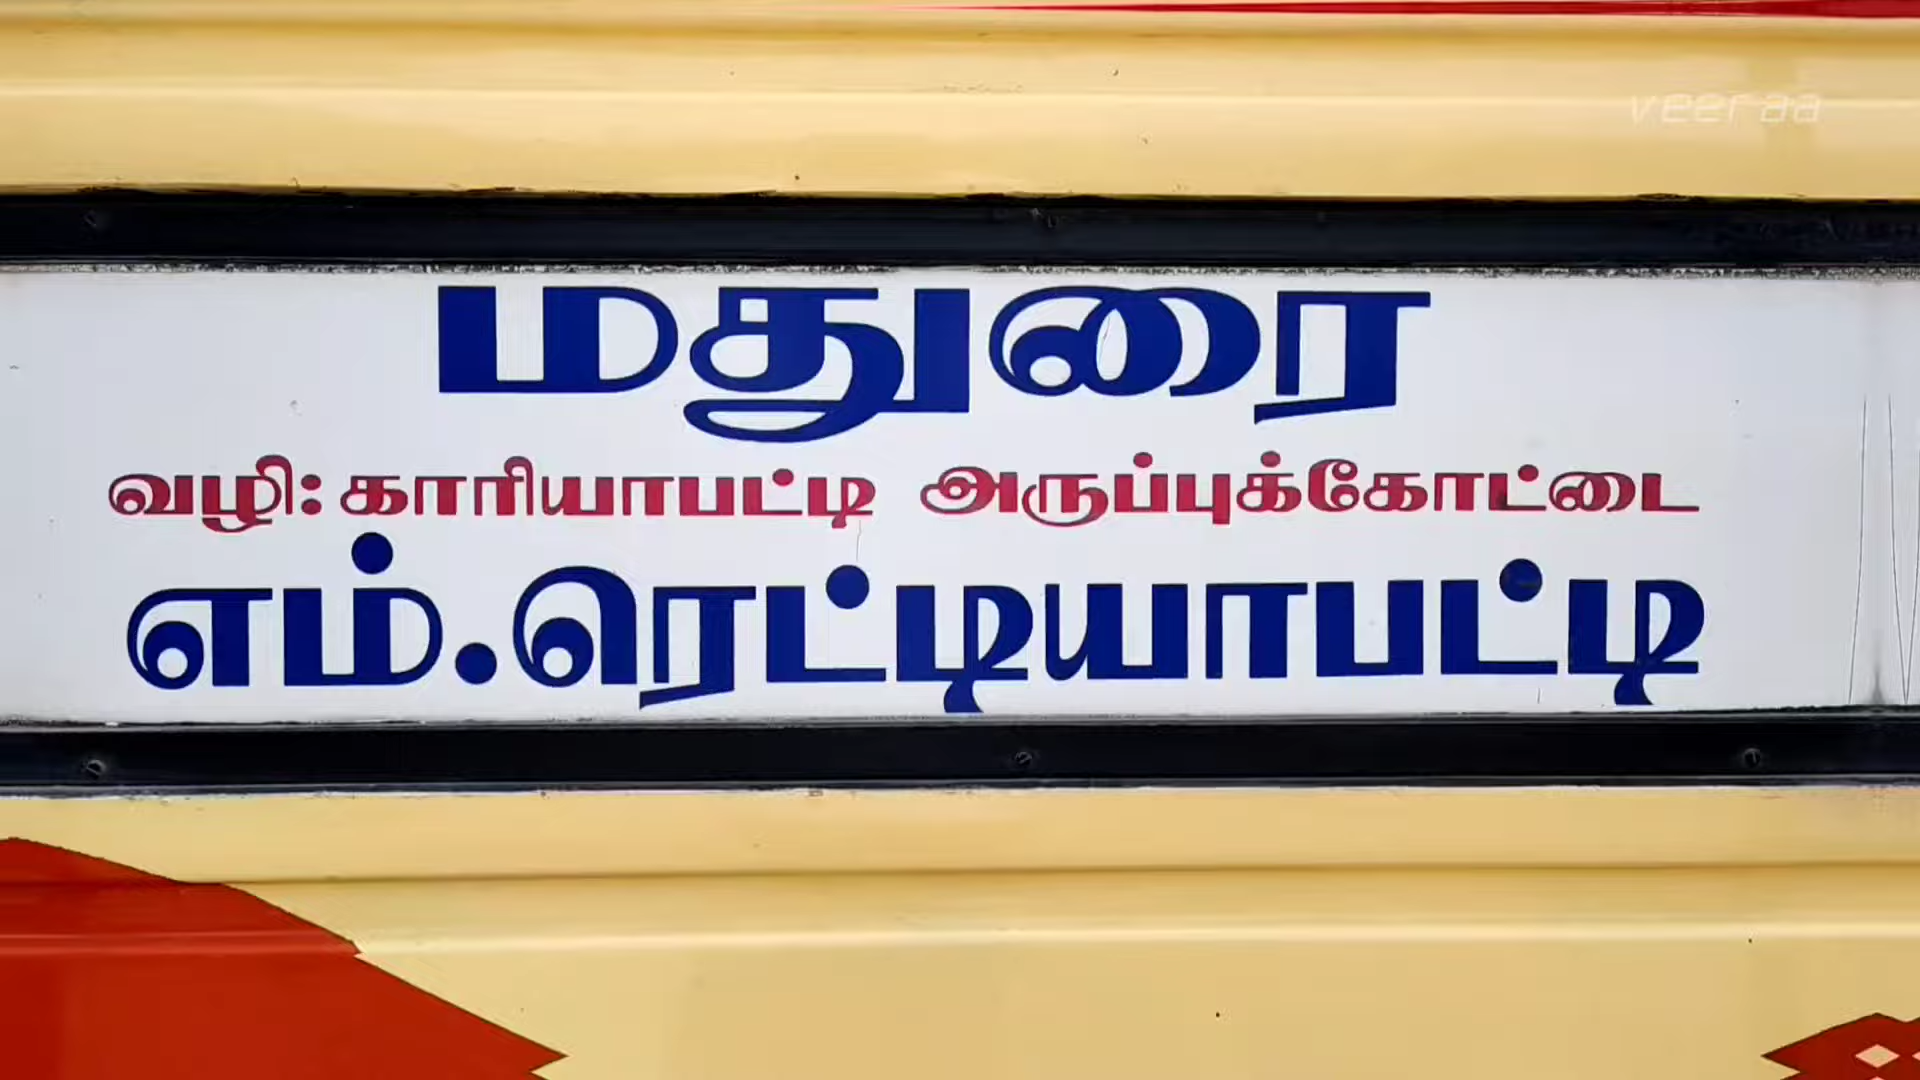 veeraa
மதுரை
வழி: காரியாபட்டி அருப்புக்கோட்டை
எம்.ரெட்டியாபட்டி